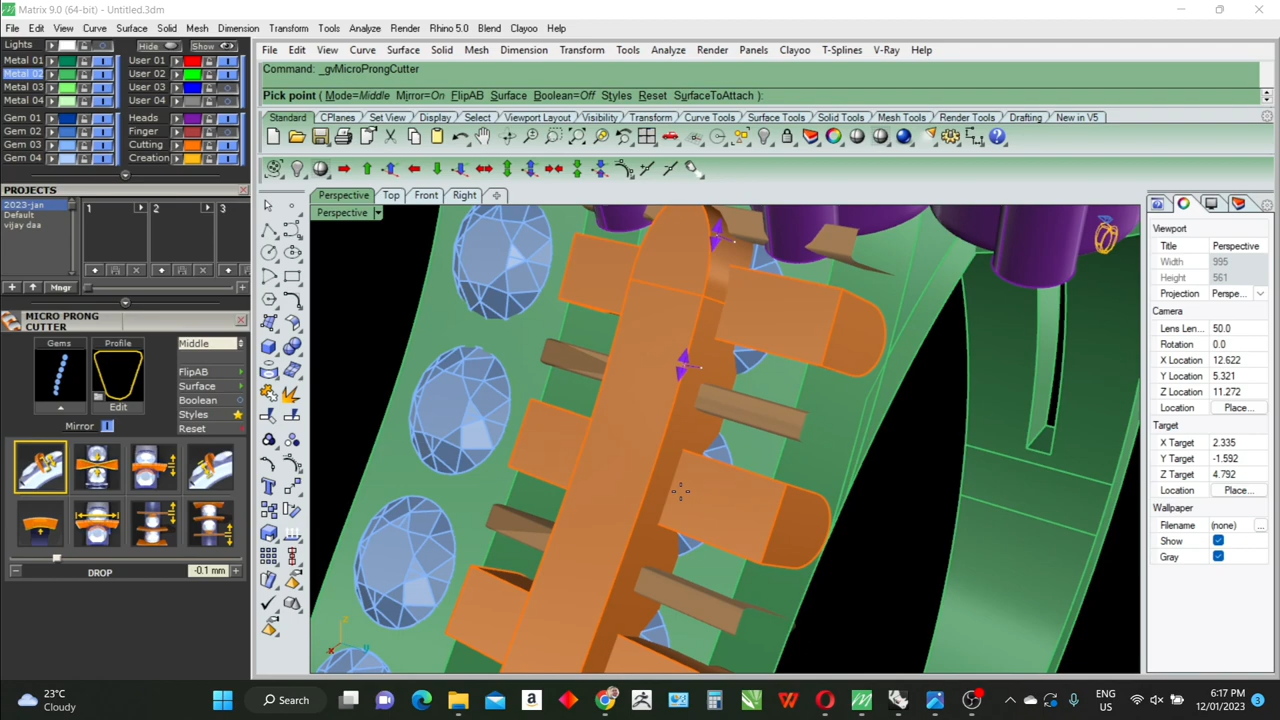 Matrix 9.0 (64-bit) - Untitled.3dm
File Edit View Curve Surface Solid Mesh Dimension Transform Tools Analyze Render Rhino 5.0 Blend Clayoo Help
Lights Hide Show
Metal 01 User 01
Metal 02 User 02
Metal 03 User 03
Metal 04 User 04
Gem 01 Heads
Gem 02 Finger
Gem 03 Cutting
Gem 04 Creation
PROJECTS
2023-jan
Default
vijay daa
1 2 3
Mngr
MICRO PRONG CUTTER
Gems Profile Middle
FlipAB
Surface
Boolean
Styles
Edit
Reset
Mirror
DROP -0.1 mm
File Edit View Curve Surface Solid Mesh Dimension Transform Tools Analyze Render Panels Clayoo T-Splines V-Ray Help
Command: _gvMicroProngCutter
Pick point ( Mode=Middle Mirror=On FlipAB Surface Boolean=Off Styles Reset SurfaceToAttach ):
Standard CPlanes Set View Display Select Viewport Layout Visibility Transform Curve Tools Surface Tools Solid Tools Mesh Tools Render Tools Drafting New in V5
Perspective Top Front Right
Perspective
Viewport
Title Perspective
Width 995
Height 561
Projection Perspe...
Camera
Lens Len... 50.0
Rotation 0.0
X Location 12.622
Y Location 5.321
Z Location 11.272
Location Place...
Target
X Target 2.335
Y Target -1.592
Z Target 4.792
Location Place...
Wallpaper
Filename (none) ...
Show
Gray
23°C
Cloudy
Search
ENG
US
6:17 PM
12/01/2023
3